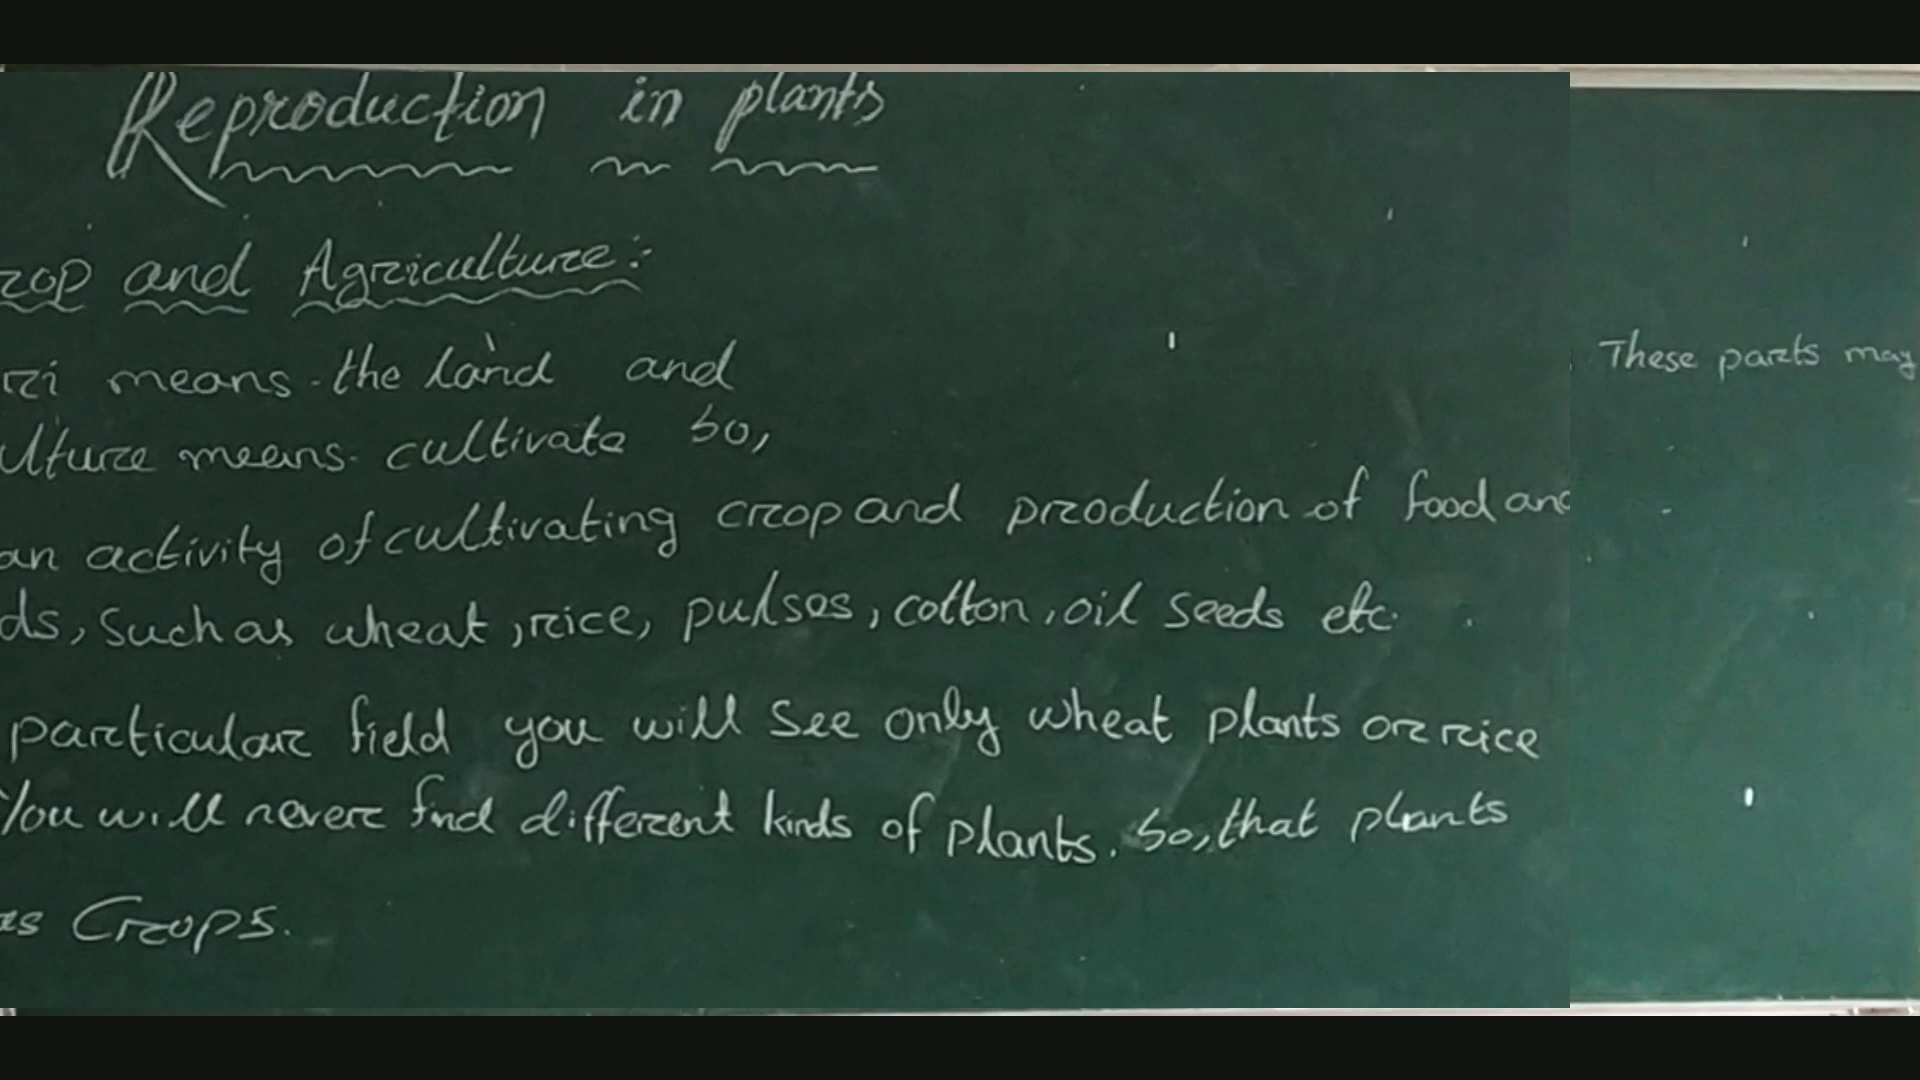 Reproduction in plants
rop and Agriculture:-
ri means the land and
ulture means cultivate so,
an activity of cultivating crop and production of food and
ds, such as wheat, rice, pulses, cotton, oil seeds etc.
particular field you will see only wheat plants or rice
You will never find different kinds of plants. So, that plants
as Crops.
These parts may